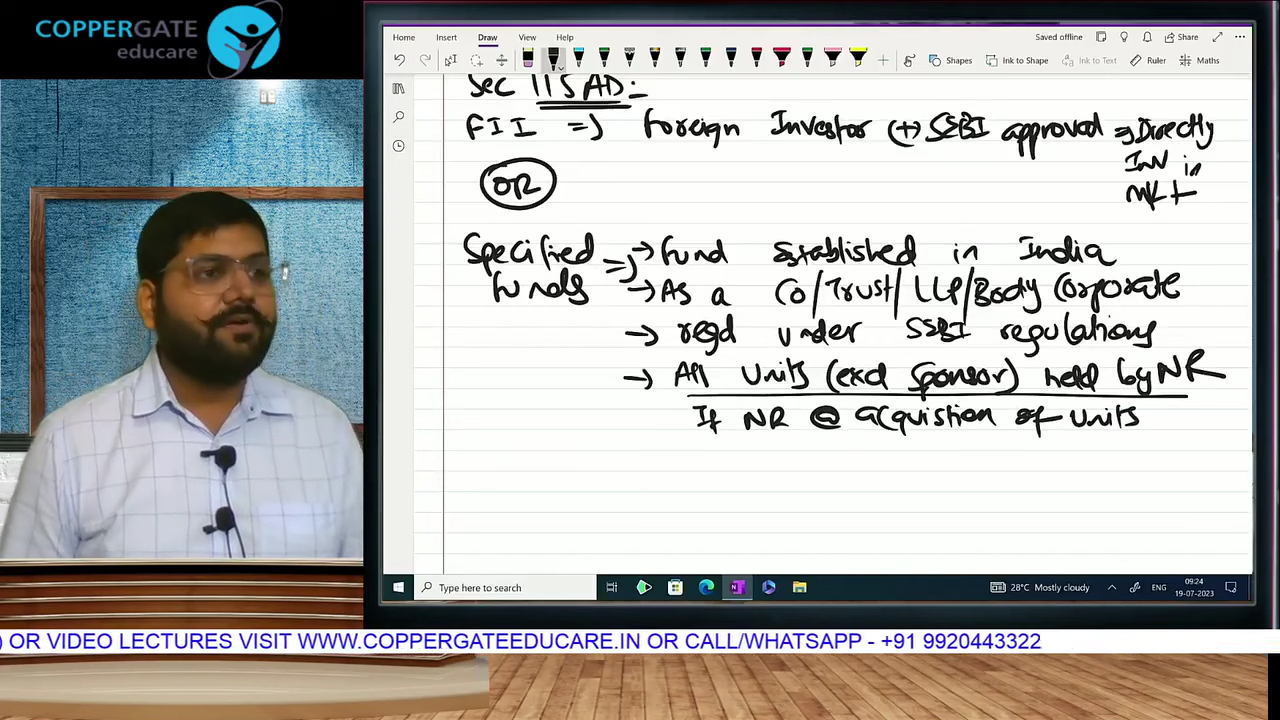 COPPERGATE
educare
Home Insert Draw View Help
Saved offline
Share
Shapes
Ink to Shape
Ink to Text
Ruler
Maths
Sec 115AD:-
FII => Foreign Investor (+) SEBI approved => Directly
Inv in
Mkt
OR
Specified => → Fund established in India
funds → As a Co/Trust/LLP/Body Corporate
→ regd under SEBI regulations
→ All Units (excl sponsor) held by NR
If NR @ acquistion of units
Type here to search
28°C Mostly cloudy
ENG
09:24
19-07-2023
) OR VIDEO LECTURES VISIT WWW.COPPERGATEEDUCARE.IN OR CALL/WHATSAPP - +91 9920443322